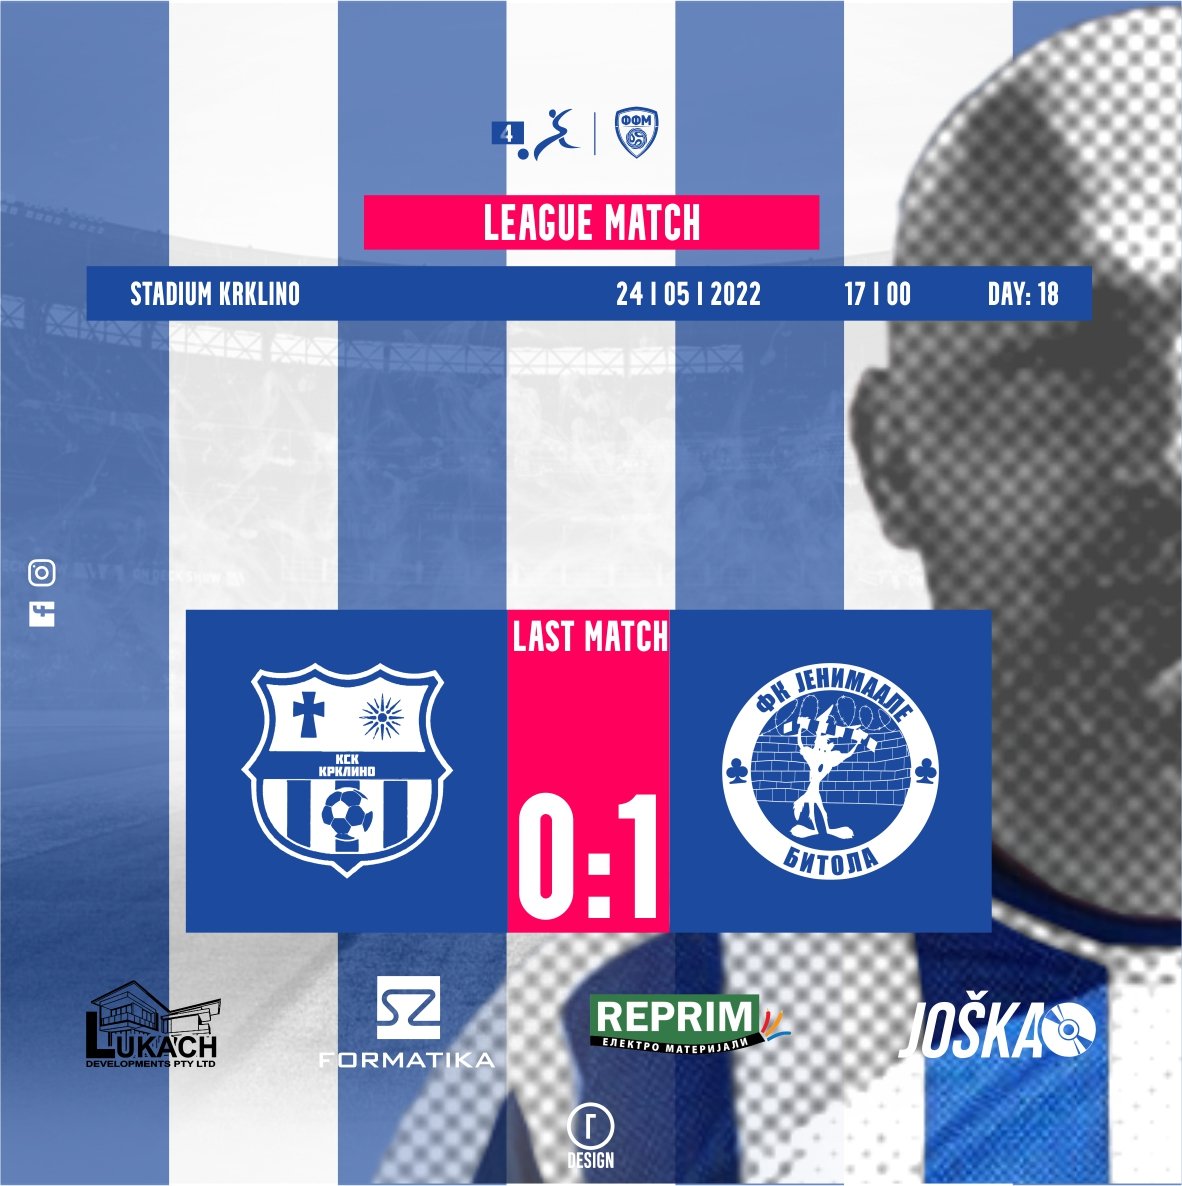 4
ФФМ
LEAGUE MATCH
STADIUM KRKLINO 24 | 05 | 2022 17 | 00 DAY: 18
LAST MATCH
КСК
КРКЛИНО
0:1
ФК ЈЕНИМААЛЕ
БИТОЛА
LUKACH
DEVELOPMENTS PTY LTD
FORMATIKA
REPRIM
ЕЛЕКТРО МАТЕРИЈАЛИ
JOŠKA
Г
DESIGN